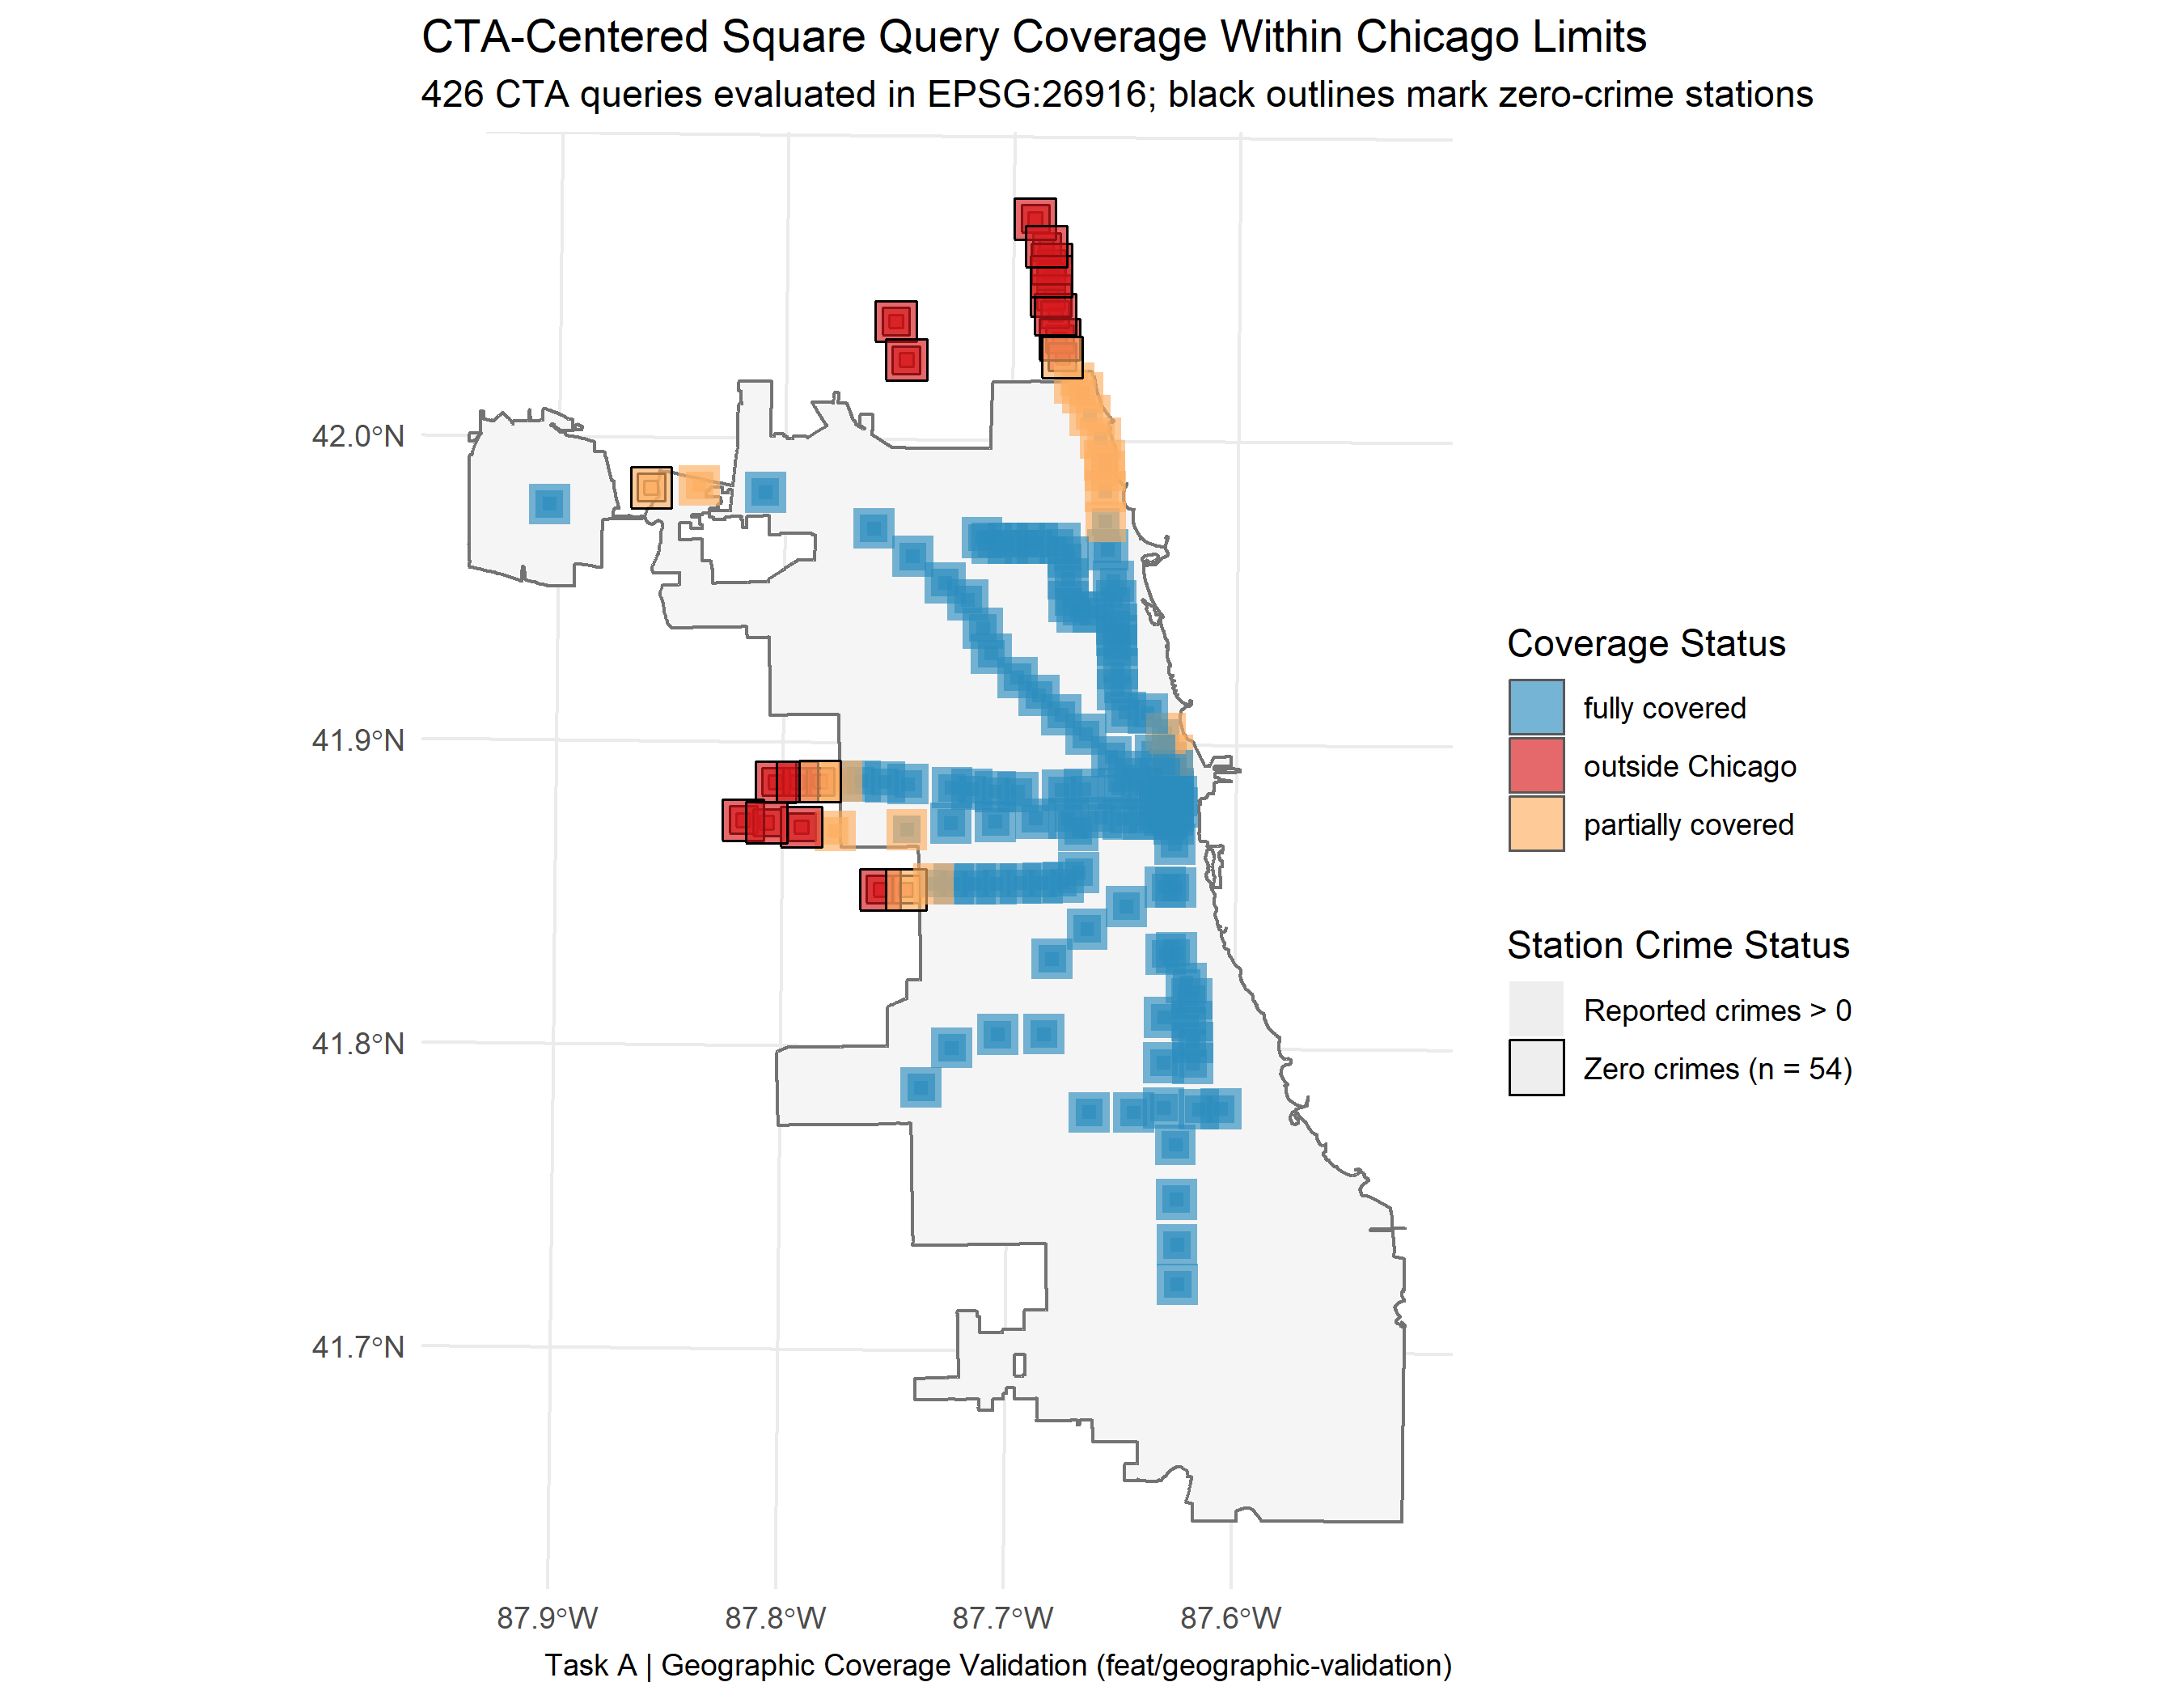 CTA-Centered Square Query Coverage Within Chicago Limits
426 CTA queries evaluated in EPSG:26916; black outlines mark zero-crime stations
42.0°N
41.9°N
41.8°N
41.7°N
87.9°W
87.8°W
87.7°W
87.6°W
Coverage Status
fully covered
outside Chicago
partially covered
Station Crime Status
Reported crimes > 0
Zero crimes (n = 54)
Task A | Geographic Coverage Validation (feat/geographic-validation)